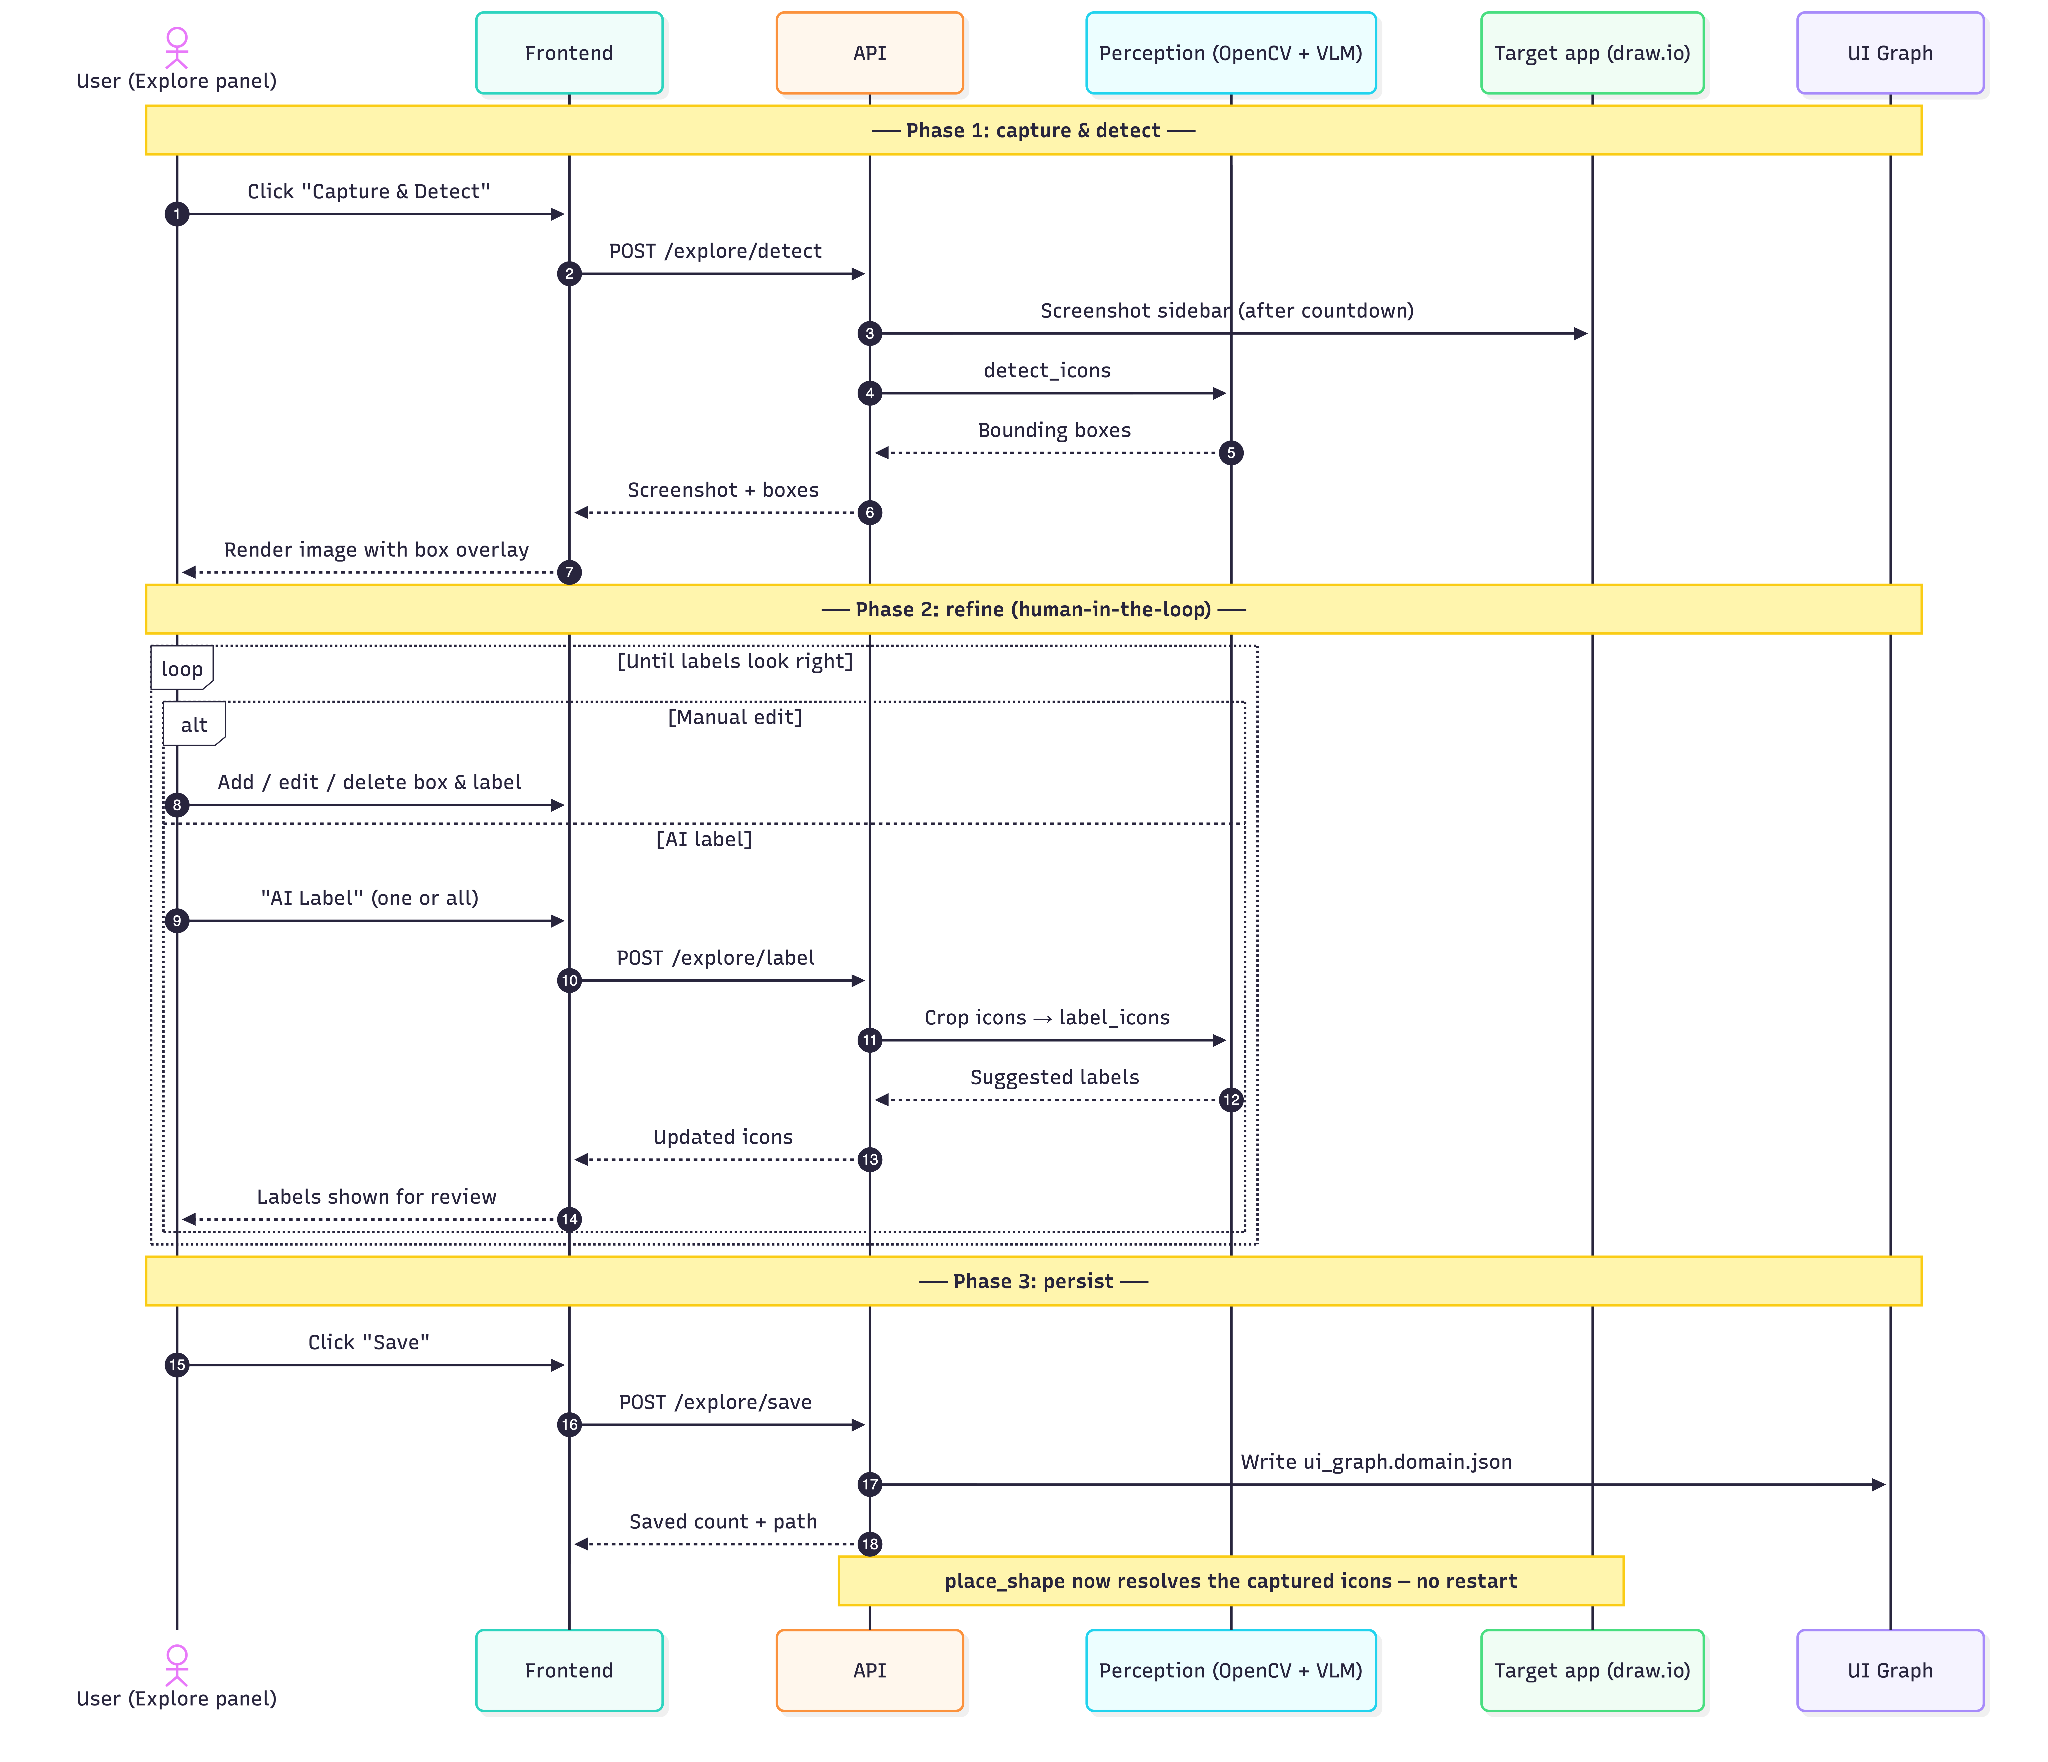 User (Explore panel)
Frontend
API
Perception (OpenCV + VLM)
Target app (draw.io)
UI Graph
── Phase 1: capture & detect ──
Click "Capture & Detect"
1
POST /explore/detect
2
Screenshot sidebar (after countdown)
3
detect_icons
4
Bounding boxes
5
Screenshot + boxes
6
Render image with box overlay
7
── Phase 2: refine (human-in-the-loop) ──
loop
[Until labels look right]
alt
[Manual edit]
Add / edit / delete box & label
8
[AI label]
"AI Label" (one or all)
9
POST /explore/label
10
Crop icons → label_icons
11
Suggested labels
12
Updated icons
13
Labels shown for review
14
── Phase 3: persist ──
Click "Save"
15
POST /explore/save
16
Write ui_graph.domain.json
17
Saved count + path
18
place_shape now resolves the captured icons — no restart
User (Explore panel)
Frontend
API
Perception (OpenCV + VLM)
Target app (draw.io)
UI Graph